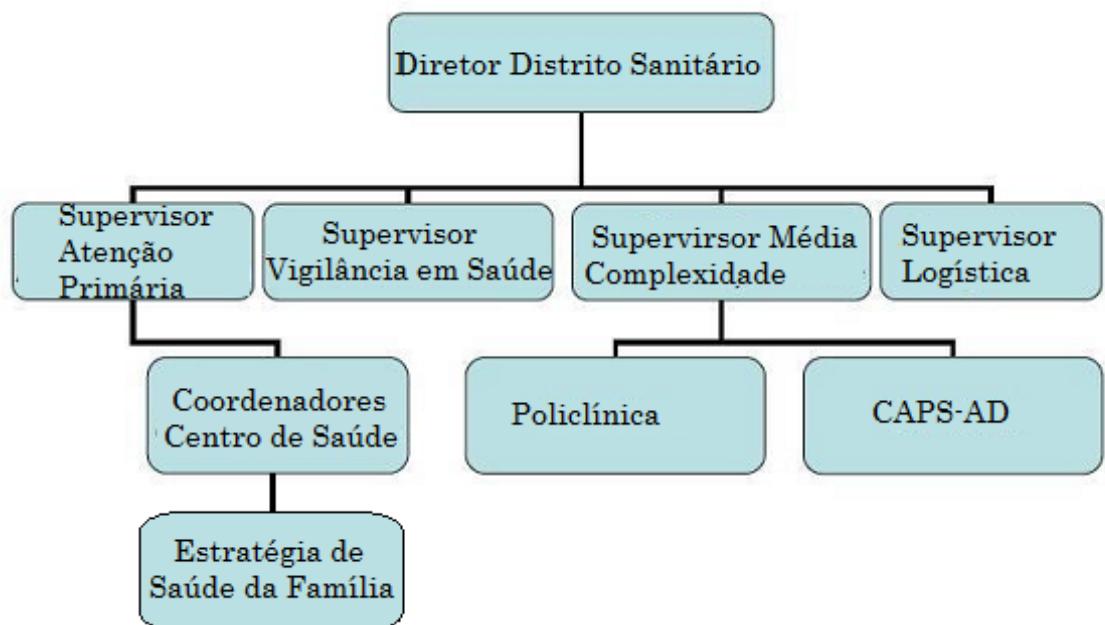 Diretor Distrito Sanitário
Supervisor
Atenção
Primária
Supervisor
Vigilância em Saúde
Supervirsor Média
Complexidade
Supervisor
Logística
Coordenadores
Centro de Saúde
Policlínica
CAPS-AD
Estratégia de
Saúde da Família